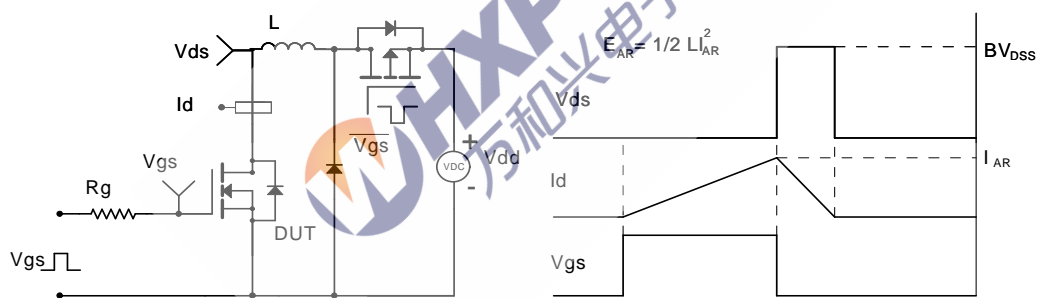 L
Vds
Id
Vgs
Rg
Vgs
DUT
Vgs
VDC
+
Vdd
-
WHXP
万和兴电子
E_AR = 1/2 LI_AR^2
Vds
BV_DSS
Id
I_AR
Vgs